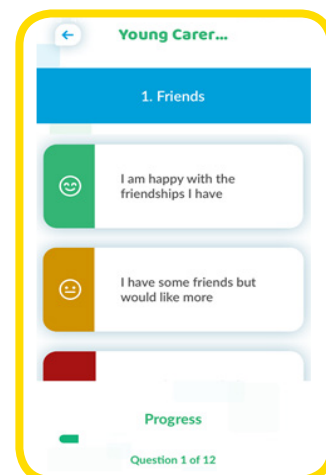 Young Carer...
1. Friends
I am happy with the
friendships I have
I have some friends but
would like more
Progress
Question 1 of 12